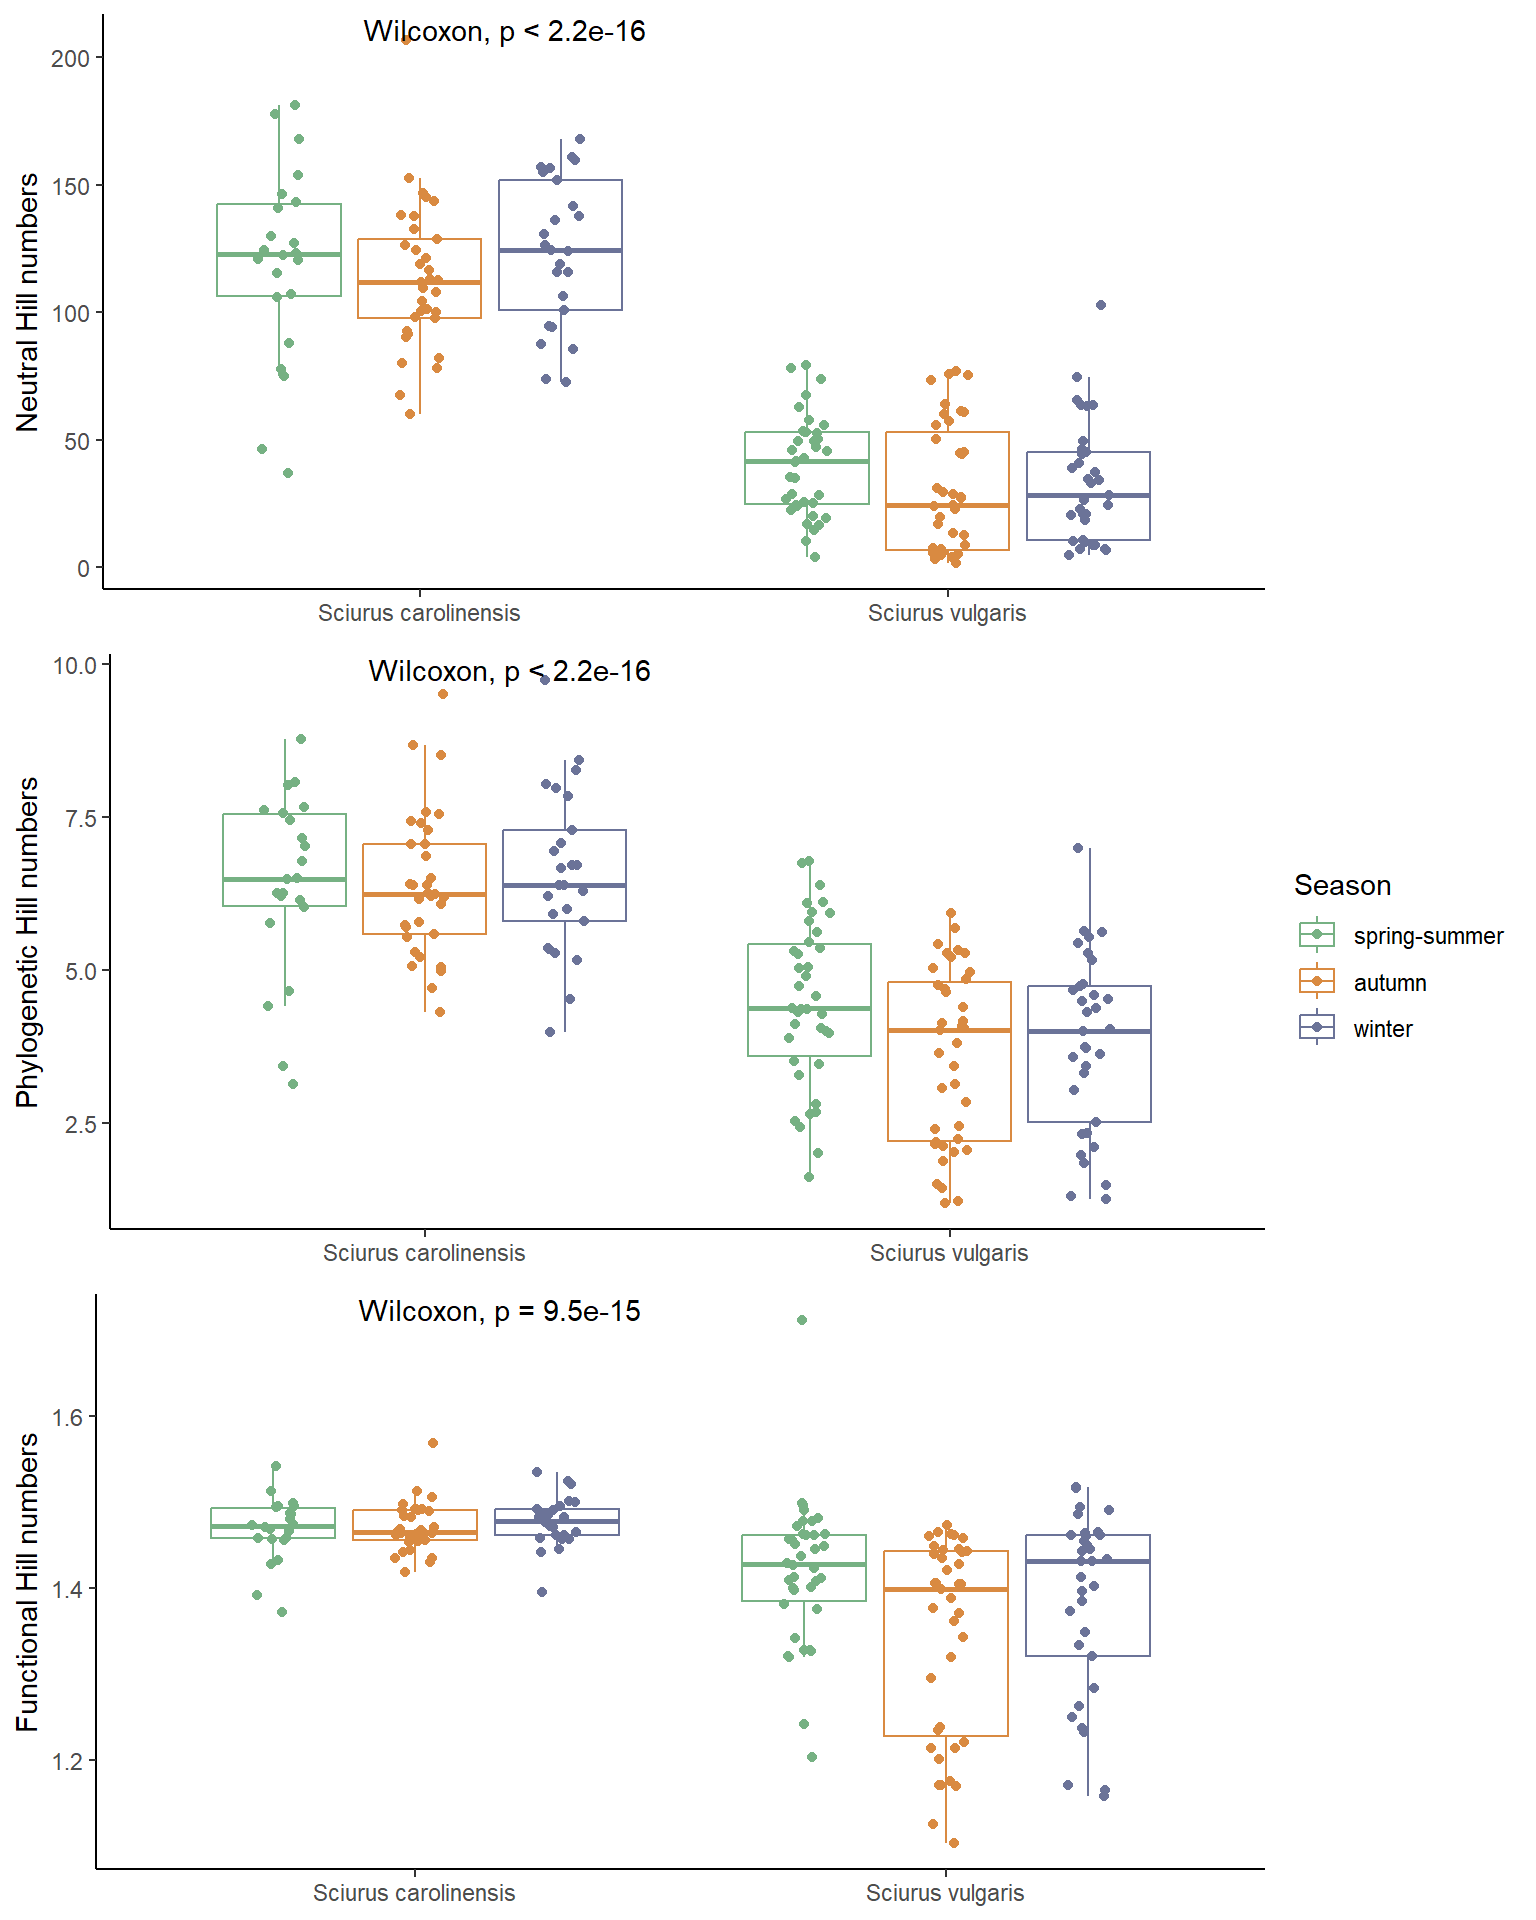 Wilcoxon, p < 2.2e-16
Neutral Hill numbers
200
150
100
50
0
Sciurus carolinensis
Sciurus vulgaris
Wilcoxon, p < 2.2e-16
Phylogenetic Hill numbers
10.0
7.5
5.0
2.5
Sciurus carolinensis
Sciurus vulgaris
Season
spring-summer
autumn
winter
Wilcoxon, p = 9.5e-15
Functional Hill numbers
1.6
1.4
1.2
Sciurus carolinensis
Sciurus vulgaris